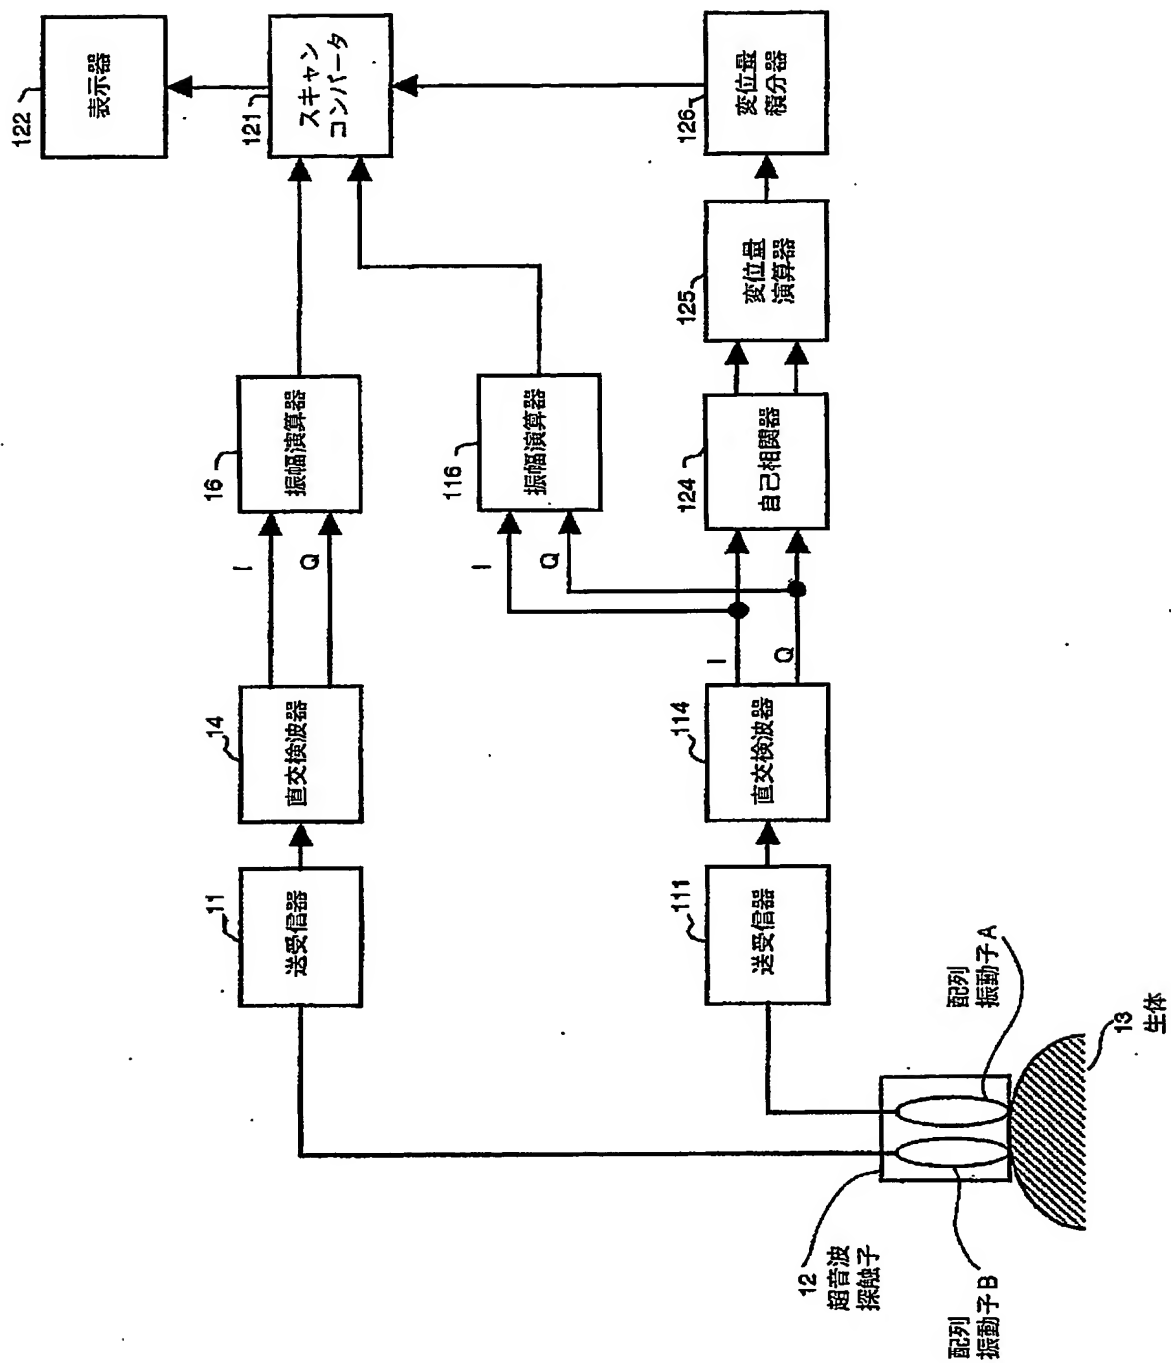 11
送受信器
14
直交検波器
I
Q
16
振幅演算器
121
スキャン
コンバータ
122
表示器
I
Q
116
振幅演算器
111
送受信器
114
直交検波器
I
Q
124
自己相関器
125
変位量
演算器
126
変位量
積分器
12
超音波
探触子
配列
振動子B
配列
振動子A
13
生体